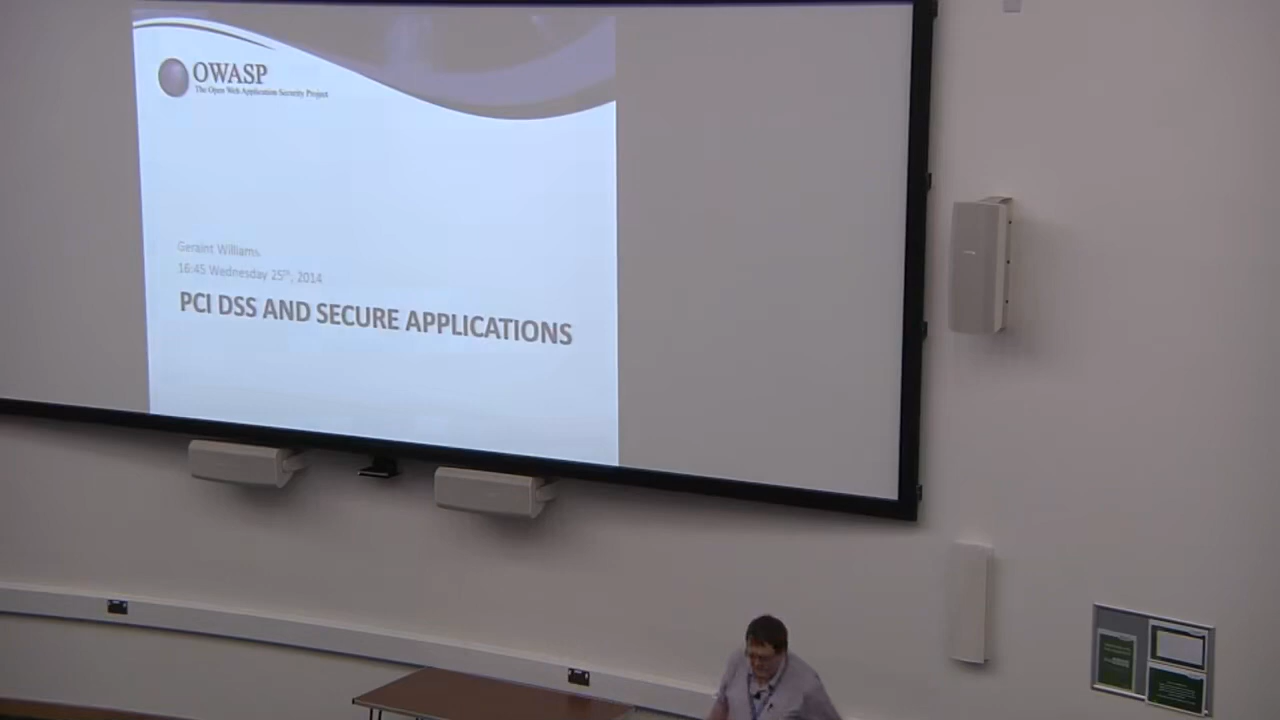 OWASP
The Open Web Application Security Project
Geraint Williams.
16:45 Wednesday 25th, 2014
PCI DSS AND SECURE APPLICATIONS